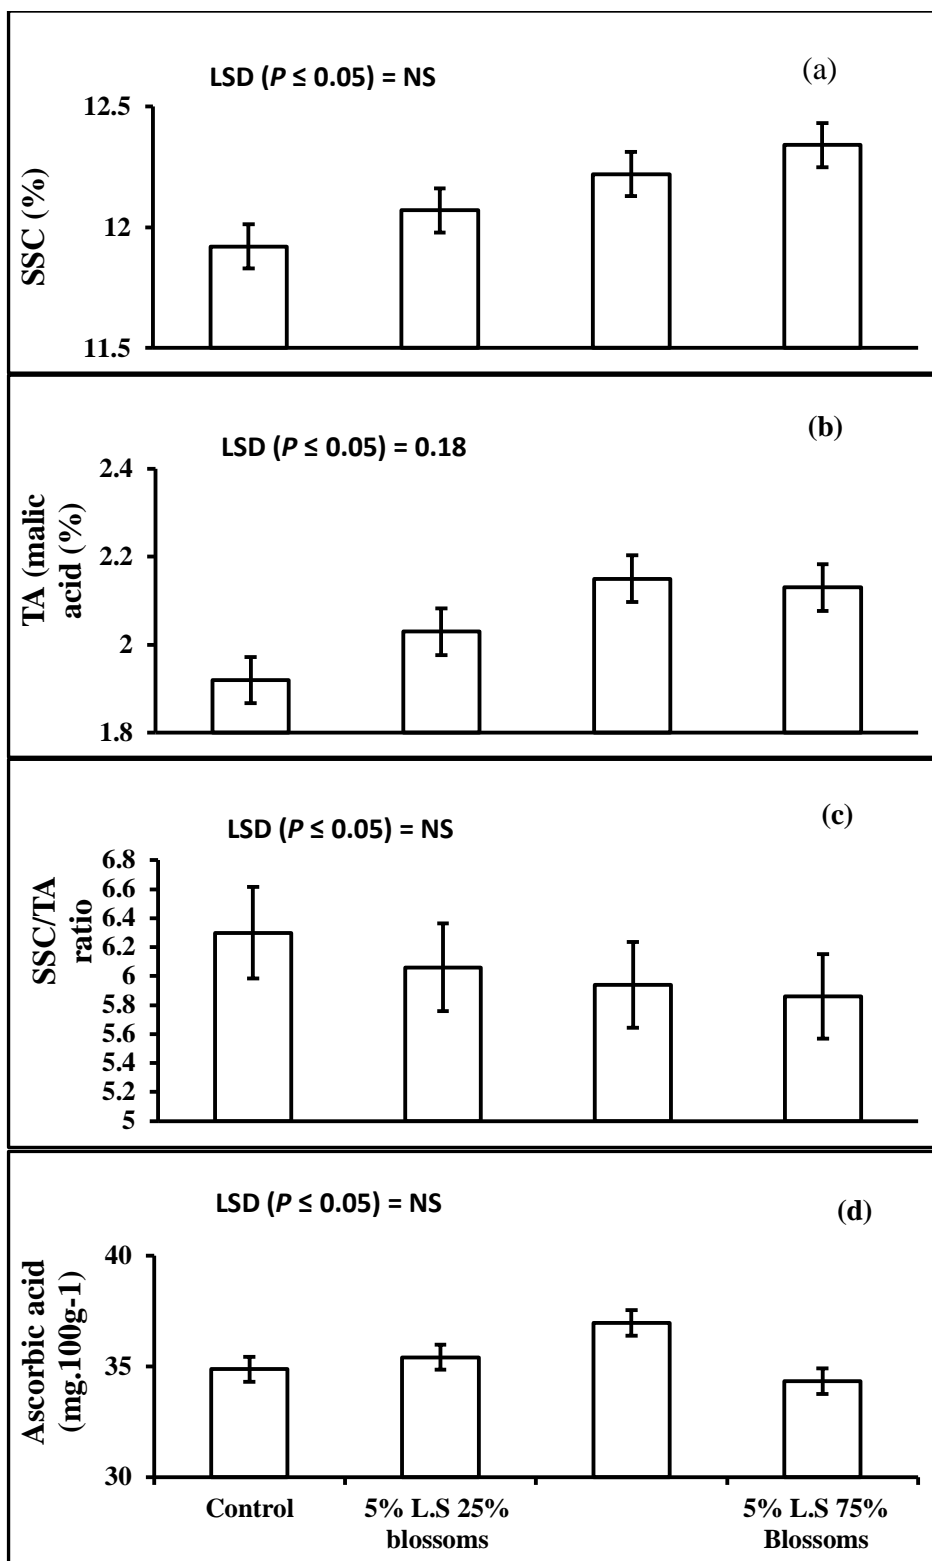 LSD (P ≤ 0.05) = NS
(a)
SSC (%)
12.5
12
11.5
LSD (P ≤ 0.05) = 0.18
(b)
TA (malic
acid (%)
2.4
2.2
2
1.8
LSD (P ≤ 0.05) = NS
(c)
SSC/TA
ratio
6.8
6.6
6.4
6.2
6
5.8
5.6
5.4
5.2
5
LSD (P ≤ 0.05) = NS
(d)
Ascorbic acid
(mg.100g-1)
40
35
30
Control
5% L.S 25%
blossoms
5% L.S 75%
Blossoms